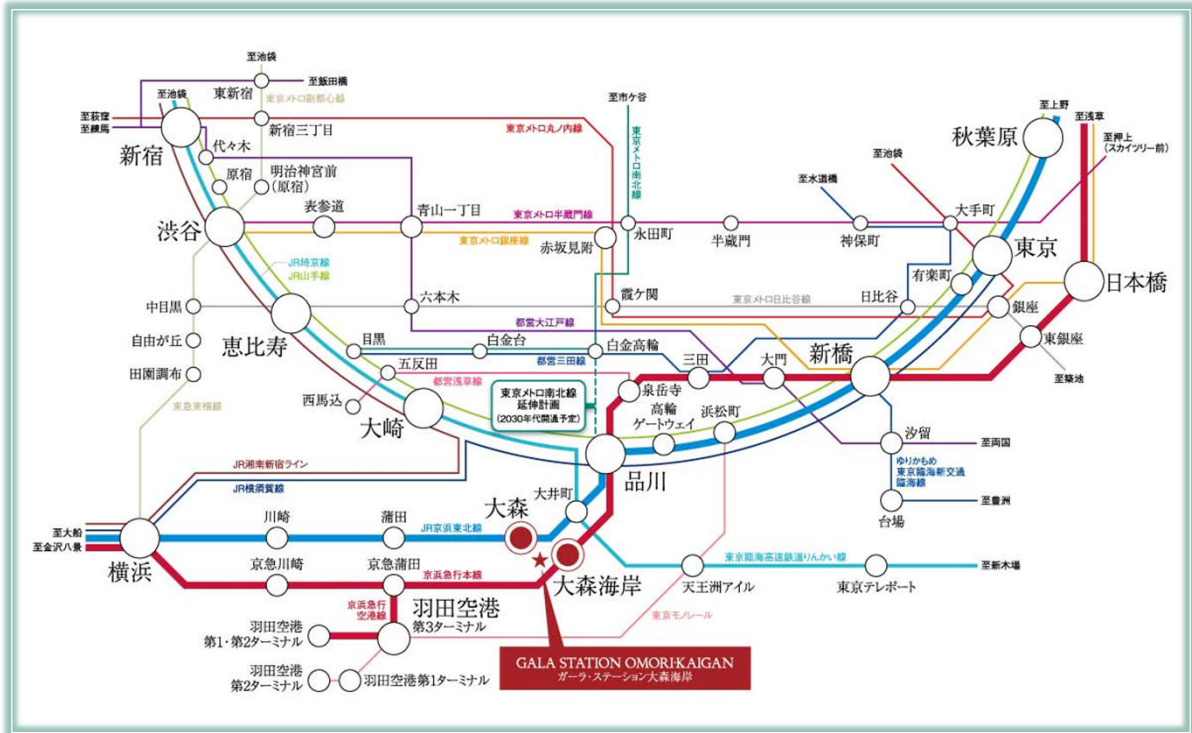 至池袋
東新宿
至飯田橋
東京メトロ副都心線
至池袋
至荻窪
至練馬
新宿三丁目
新宿
代々木
原宿
明治神宮前
(原宿)
東京メトロ丸ノ内線
至市ケ谷
東京メトロ南北線
至上野
至浅草
秋葉原
至押上
(スカイツリー前)
至池袋
至水道橋
渋谷
表参道
青山一丁目
東京メトロ半蔵門線
東京メトロ銀座線
赤坂見附
永田町
半蔵門
神保町
大手町
東京
JR埼京線
JR山手線
有楽町
日本橋
中目黒
六本木
霞ケ関
東京メトロ日比谷線
日比谷
銀座
都営大江戸線
恵比寿
自由が丘
目黒
白金台
白金高輪
都営三田線
新橋
東銀座
田園調布
五反田
三田
大門
至築地
西馬込
都営浅草線
東京メトロ南北線
延伸計画
(2030年代開通予定)
泉岳寺
大崎
高輪
ゲートウェイ
浜松町
東急東横線
汐留
至両国
JR湘南新宿ライン
品川
ゆりかもめ
東京臨海新交通
臨海線
JR横須賀線
大井町
台場
至豊洲
大森
川崎
蒲田
JR京浜東北線
至大船
至金沢八景
横浜
大森海岸
東京臨海高速鉄道りんかい線
至新木場
京急川崎
京急蒲田
京浜急行本線
天王洲アイル
東京テレポート
京浜急行
空港線
羽田空港
第3ターミナル
東京モノレール
羽田空港
第1・第2ターミナル
羽田空港
第2ターミナル
羽田空港第1ターミナル
GALA STATION OMORI-KAIGAN
ガーラ・ステーション大森海岸